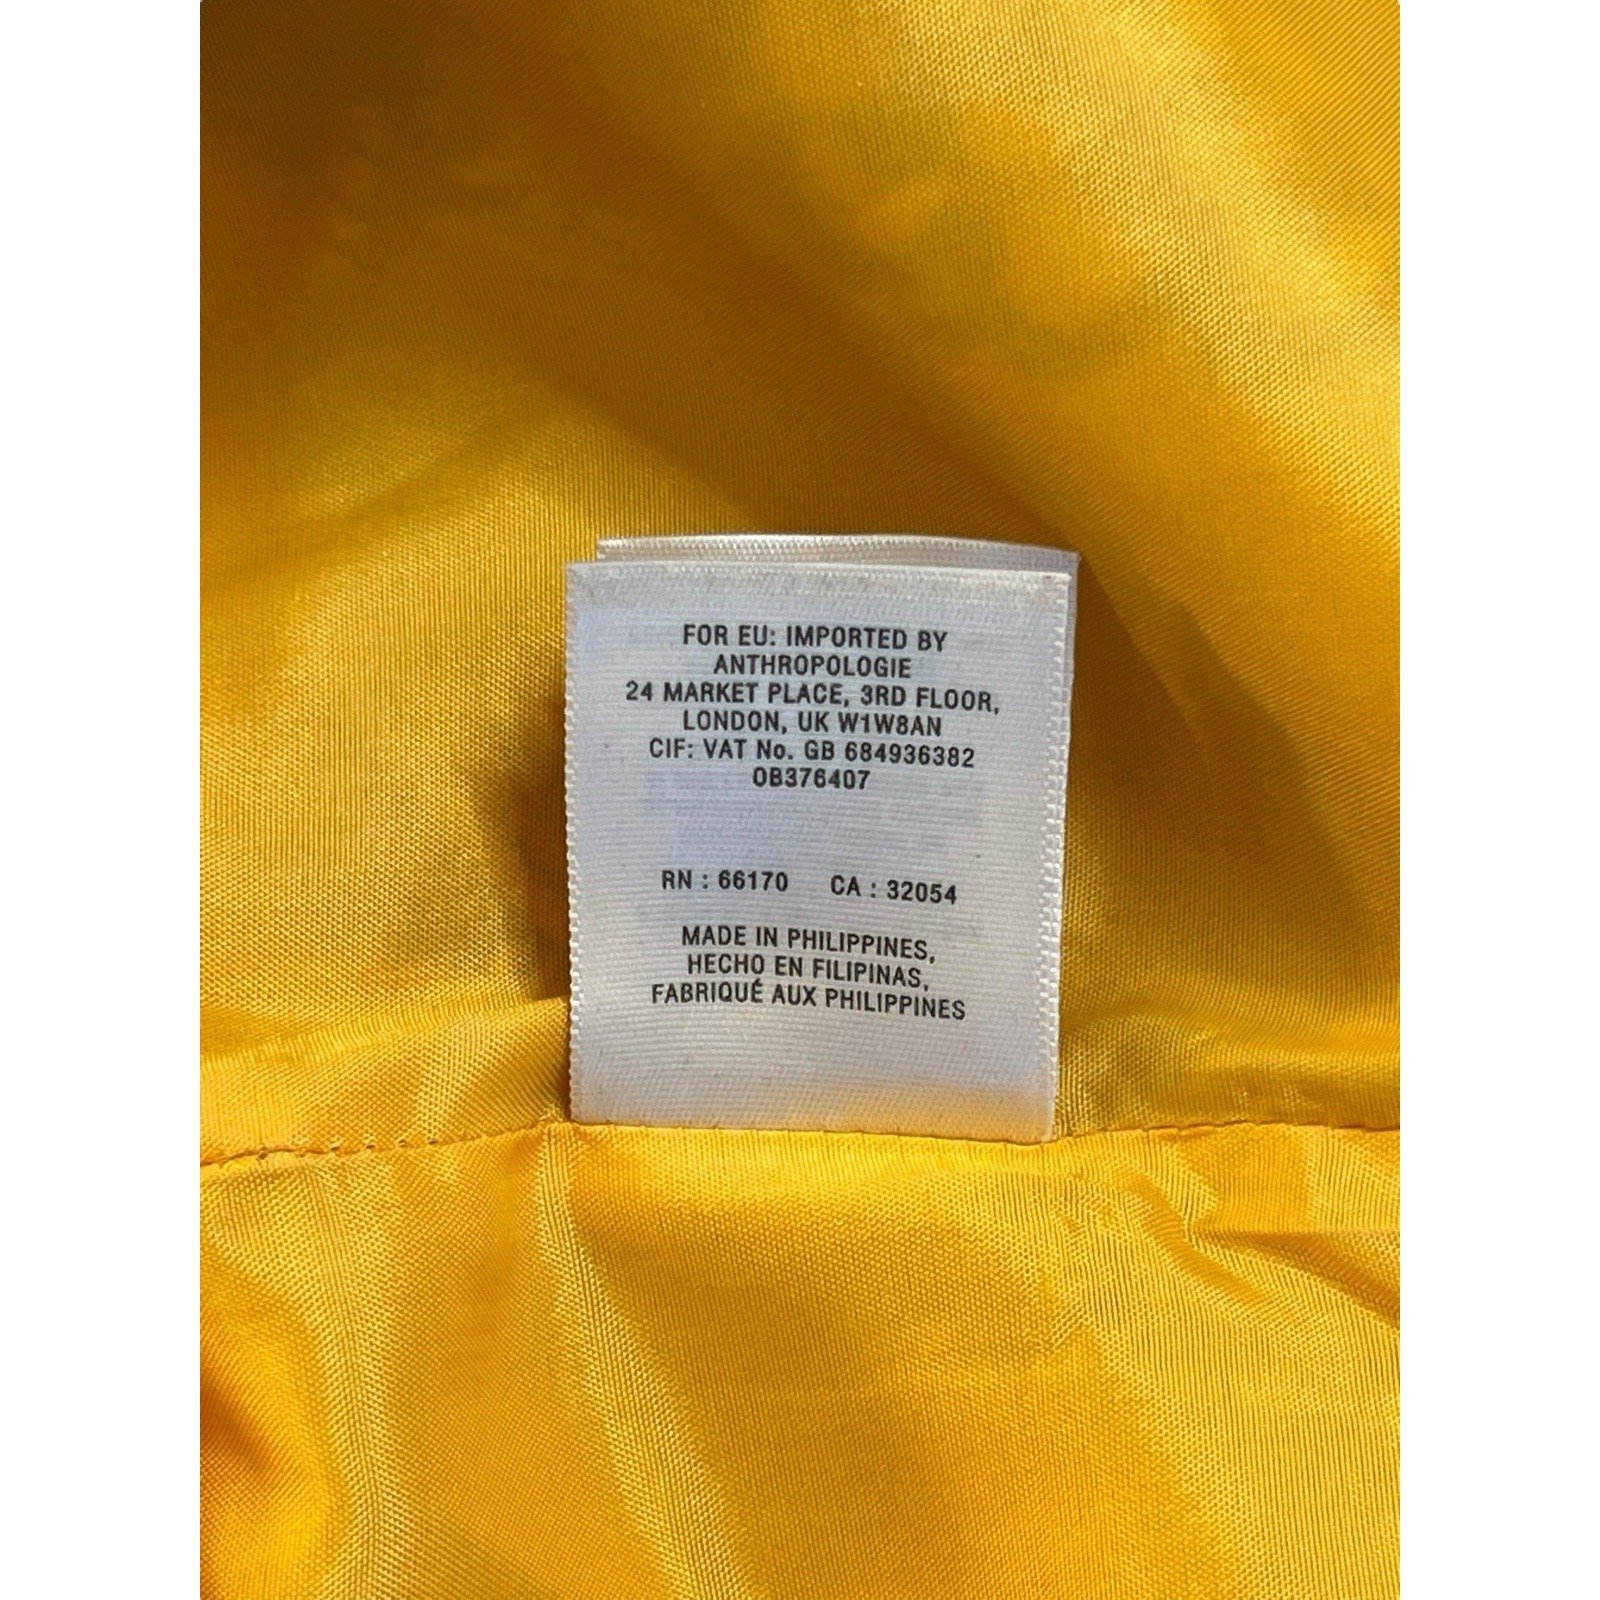 FOR EU: IMPORTED BY
ANTHROPOLOGIE
24 MARKET PLACE, 3RD FLOOR,
LONDON, UK W1W8AN
CIF: VAT No. GB 684936382
0B376407
RN : 66170 CA : 32054
MADE IN PHILIPPINES,
HECHO EN FILIPINAS,
FABRIQUÉ AUX PHILIPPINES